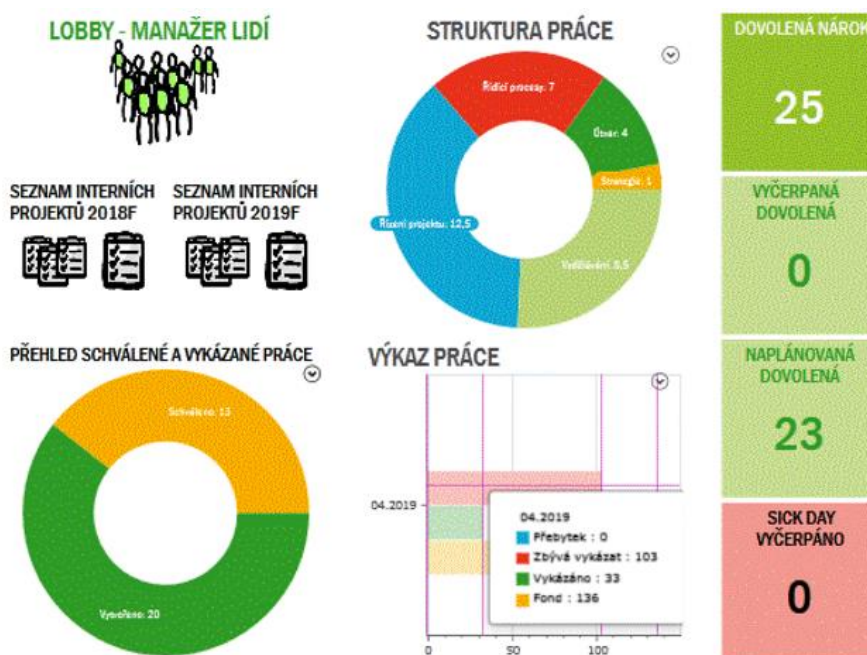 LOBBY - MANAŽER LIDÍ
SEZNAM INTERNÍCH
PROJEKTŮ 2018F
SEZNAM INTERNÍCH
PROJEKTŮ 2019F
STRUKTURA PRÁCE
Řídící procesy: 7
Útvar: 4
Strategie: 1
Řízení projektu: 12,5
Vzdělávání: 8,5
DOVOLENÁ NÁROK
25
VYČERPANÁ
DOVOLENÁ
0
NAPLÁNOVANÁ
DOVOLENÁ
23
SICK DAY
VYČERPÁNO
0
PŘEHLED SCHVÁLENÉ A VYKÁZANÉ PRÁCE
Schváleno: 13
Vytvořeno: 20
VÝKAZ PRÁCE
04.2019
04.2019
Přebytek : 0
Zbývá vykázat : 103
Vykázáno : 33
Fond : 136
0
50
100